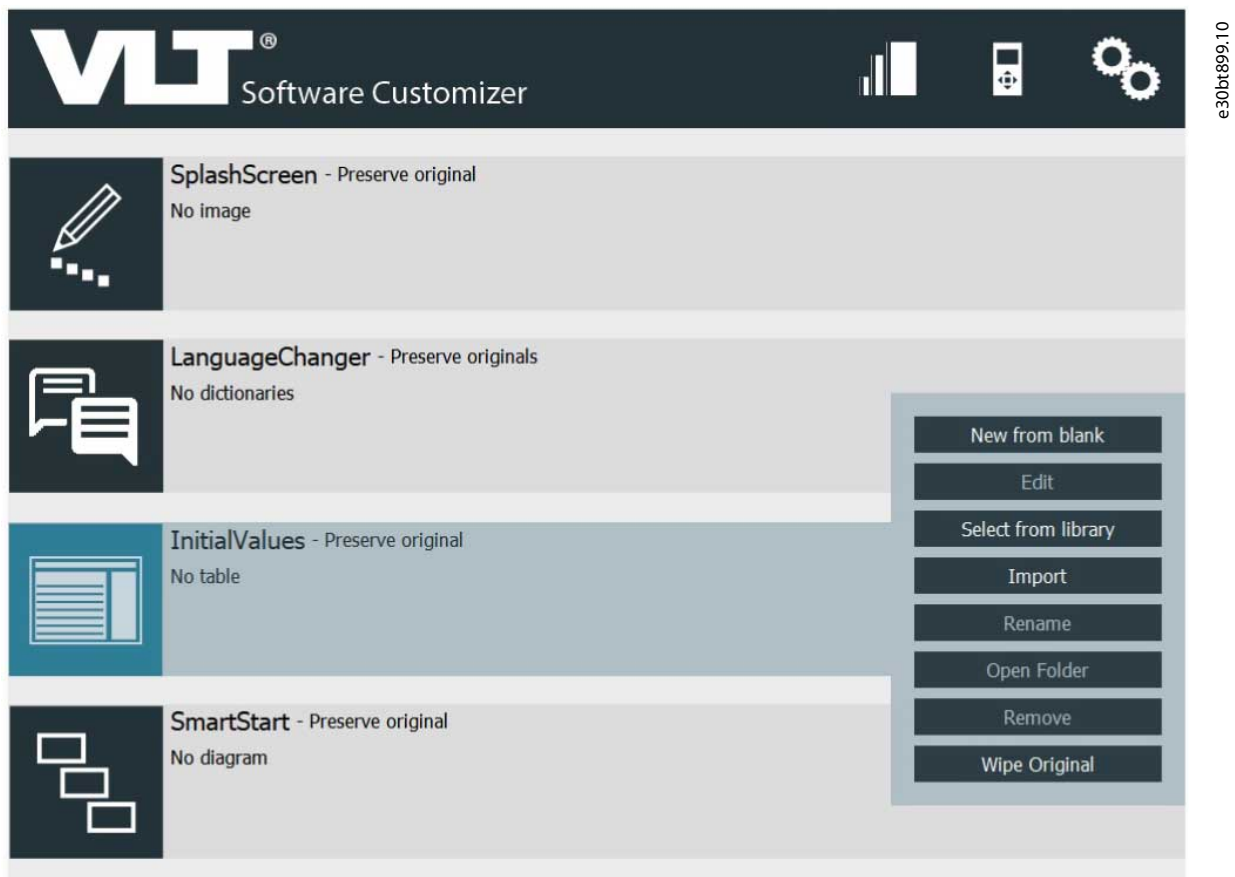 VLT®
Software Customizer
e30bt899.10
SplashScreen - Preserve original
No image
LanguageChanger - Preserve originals
No dictionaries
InitialValues - Preserve original
No table
SmartStart - Preserve original
No diagram
New from blank
Edit
Select from library
Import
Rename
Open Folder
Remove
Wipe Original